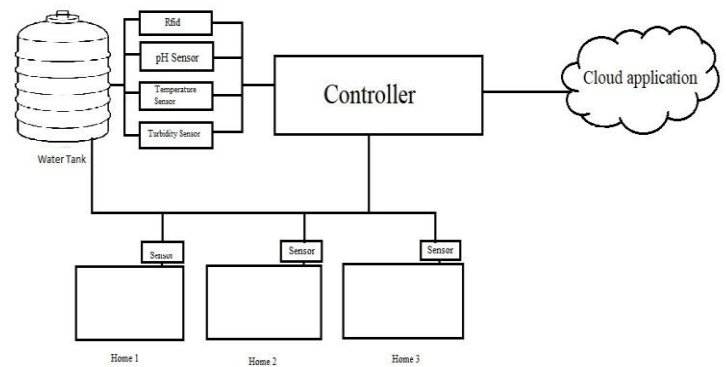 Rfid
pH Sensor
Temperature
Sensor
Turbidity Sensor
Water Tank
Controller
Cloud application
Sensor
Sensor
Sensor
Home 1
Home 2
Home 3